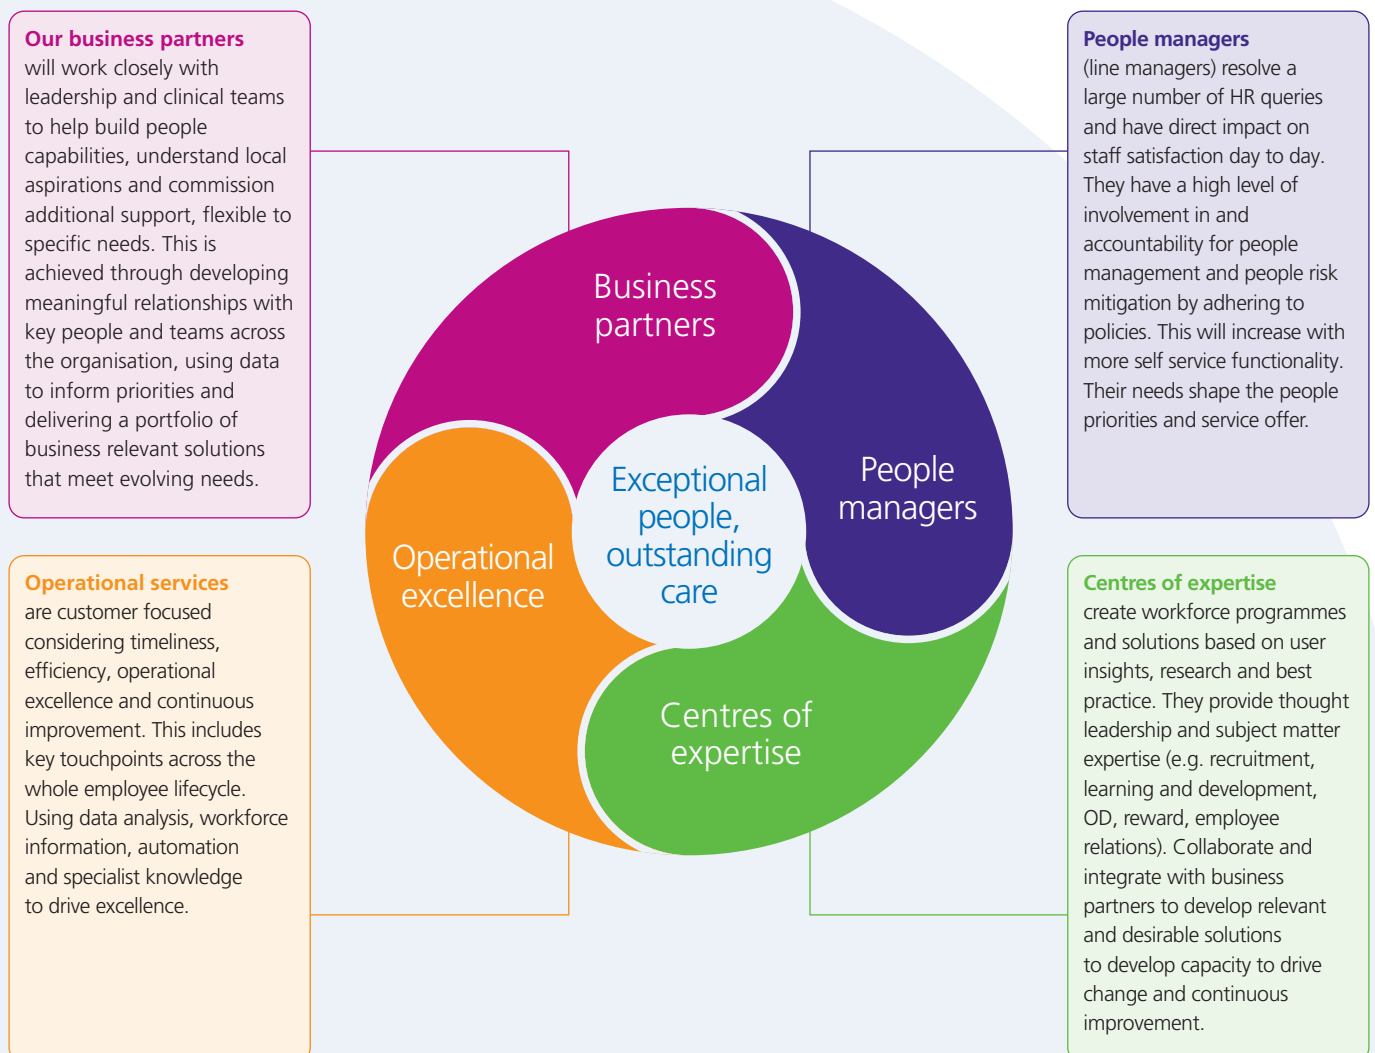 Our business partners
will work closely with
leadership and clinical teams
to help build people
capabilities, understand local
aspirations and commission
additional support, flexible to
specific needs. This is
achieved through developing
meaningful relationships with
key people and teams across
the organisation, using data
to inform priorities and
delivering a portfolio of
business relevant solutions
that meet evolving needs.
People managers
(line managers) resolve a
large number of HR queries
and have direct impact on
staff satisfaction day to day.
They have a high level of
involvement in and
accountability for people
management and people risk
mitigation by adhering to
policies. This will increase with
more self service functionality.
Their needs shape the people
priorities and service offer.
Business
partners
People
managers
Exceptional
people,
outstanding
care
Operational
excellence
Centres of
expertise
Operational services
are customer focused
considering timeliness,
efficiency, operational
excellence and continuous
improvement. This includes
key touchpoints across the
whole employee lifecycle.
Using data analysis, workforce
information, automation
and specialist knowledge
to drive excellence.
Centres of expertise
create workforce programmes
and solutions based on user
insights, research and best
practice. They provide thought
leadership and subject matter
expertise (e.g. recruitment,
learning and development,
OD, reward, employee
relations). Collaborate and
integrate with business
partners to develop relevant
and desirable solutions
to develop capacity to drive
change and continuous
improvement.